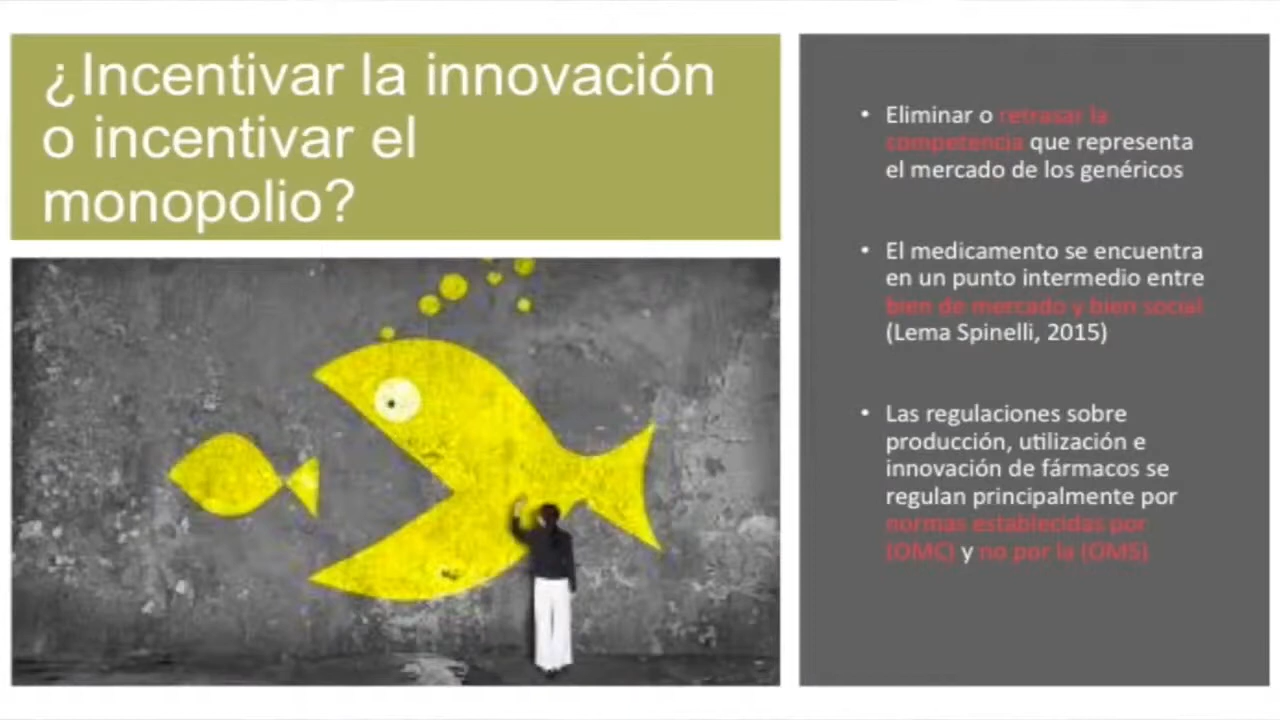 ¿Incentivar la innovación
o incentivar el
monopolio?
• Eliminar o retrasar la
competencia que representa
el mercado de los genéricos
• El medicamento se encuentra
en un punto intermedio entre
bien de mercado y bien social
(Lema Spinelli, 2015)
• Las regulaciones sobre
producción, utilización e
innovación de fármacos se
regulan principalmente por
normas establecidas por
(OMC) y no por la (OMS)